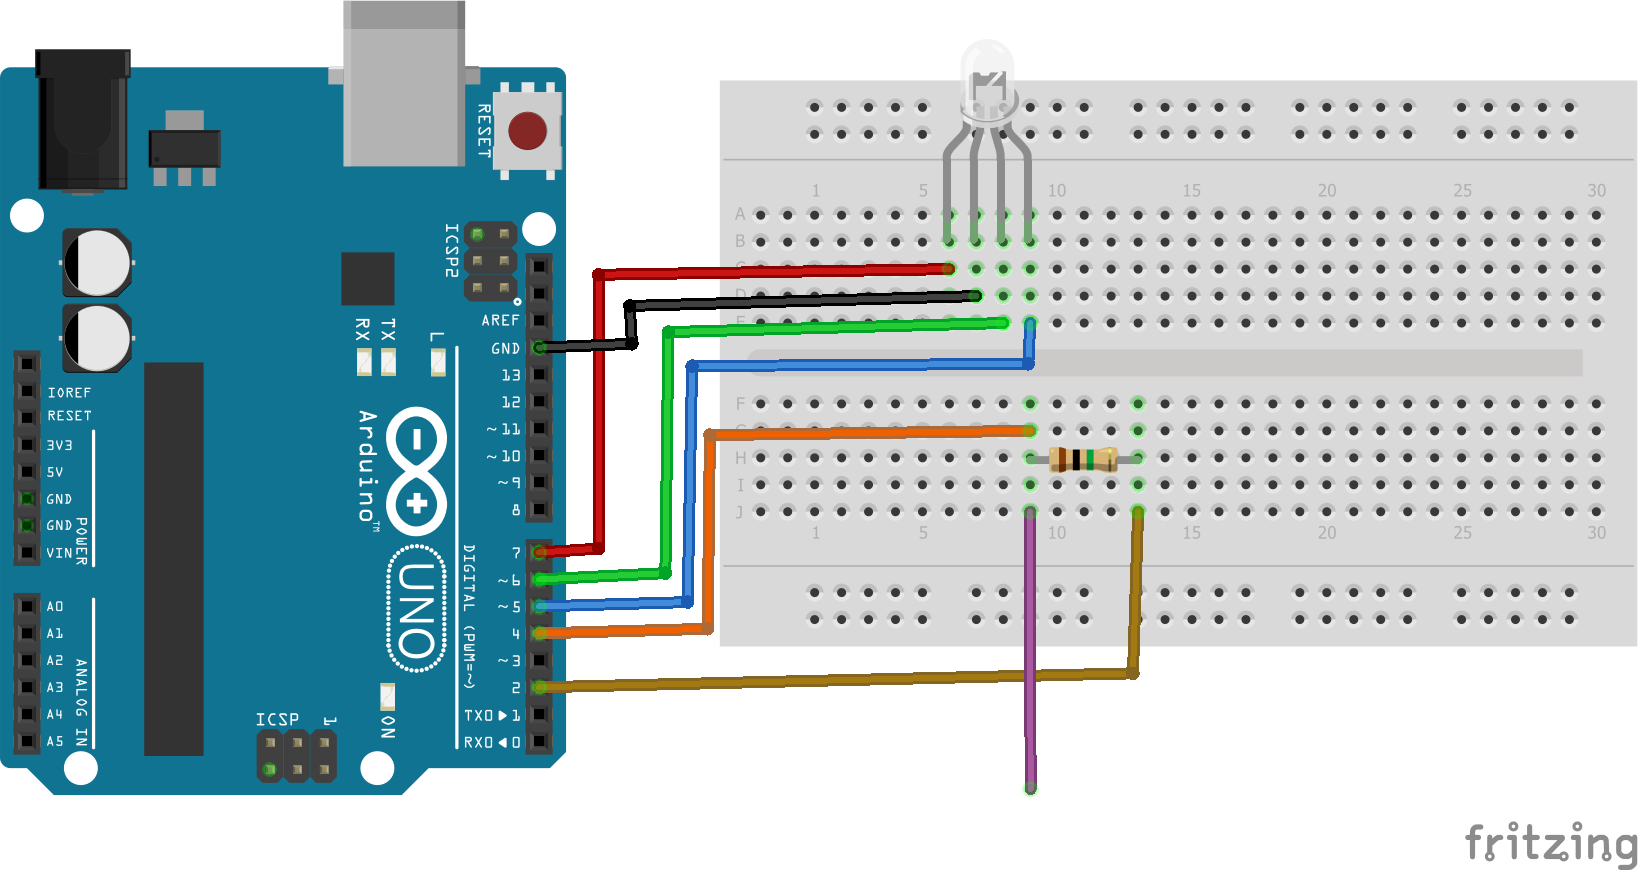 RESET
ICSP2
AREF
GND
13
12
~11
~10
~9
8
7
~6
~5
4
~3
2
TX0▶1
RX0◀0
DIGITAL (PWM=~)
RX
TX
L
Arduino™
UNO
IOREF
RESET
3V3
5V
GND
GND
VIN
POWER
A0
A1
A2
A3
A4
A5
ANALOG IN
ICSP
1
ON
1 5 10 15 20 25 30
A
B
C
D
E
F
G
H
I
J
1 5 10 15 20 25 30
fritzing